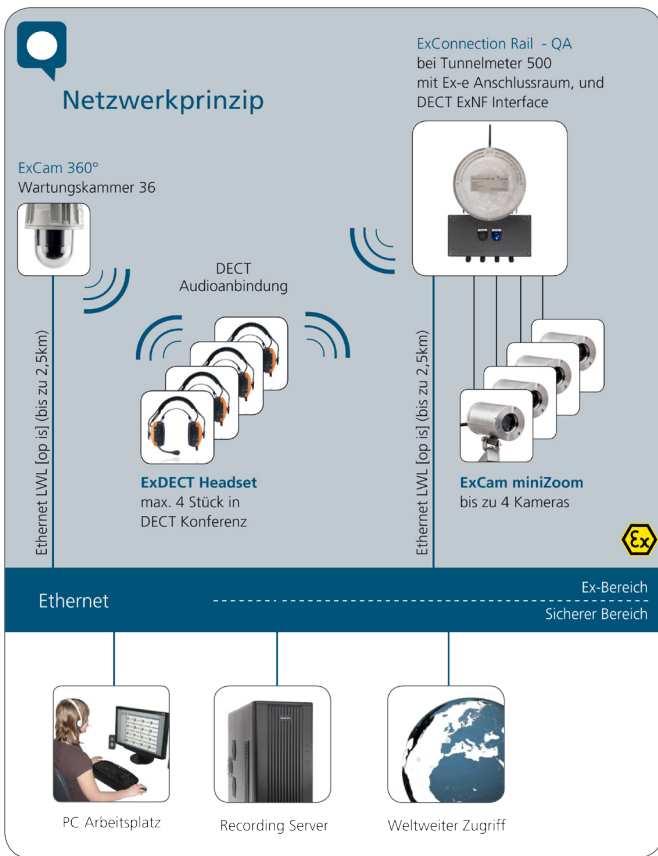 Netzwerkprinzip
ExConnection Rail - QA
bei Tunnelmeter 500
mit Ex-e Anschlussraum, und
DECT ExNF Interface
ExCam 360°
Wartungskammer 36
DECT
Audioanbindung
Ethernet LWL [op is] (bis zu 2,5km)
ExDECT Headset
max. 4 Stück in
DECT Konferenz
Ethernet LWL [op is] (bis zu 2,5km)
ExCam miniZoom
bis zu 4 Kameras
Ex
Ethernet
Ex-Bereich
Sicherer Bereich
PC Arbeitsplatz
Recording Server
Weltweiter Zugriff